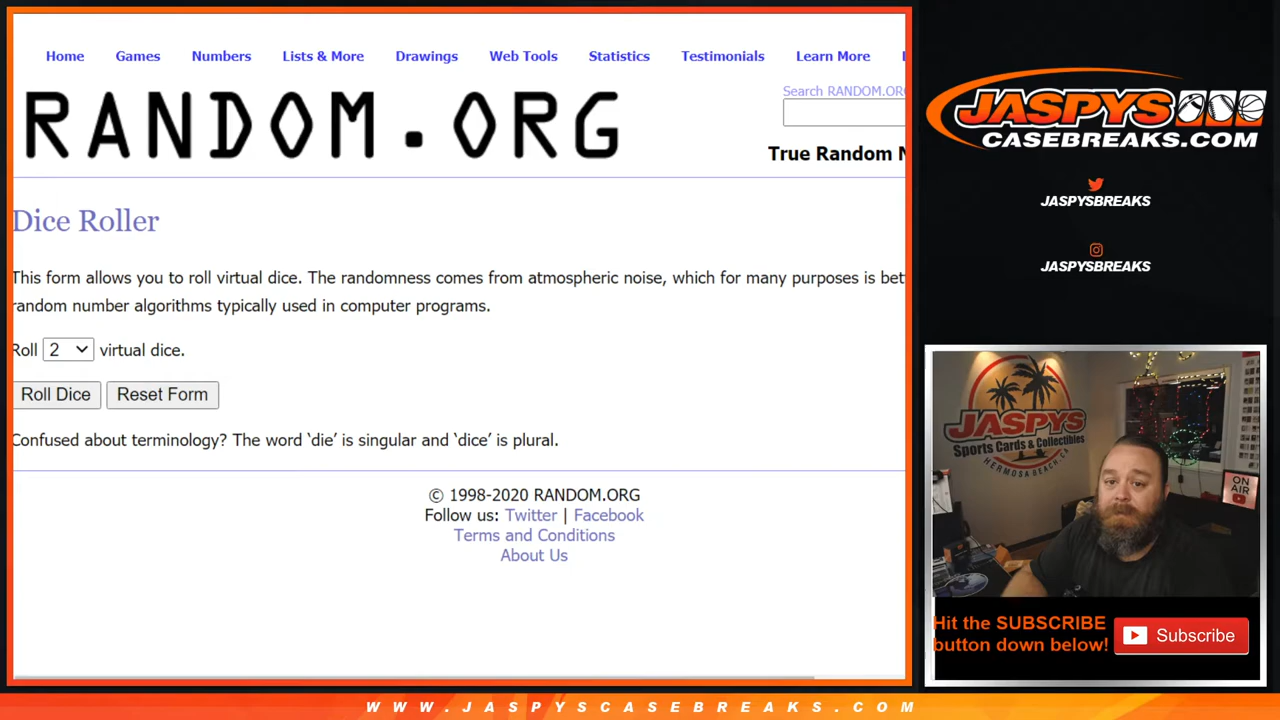 Home Games Numbers Lists & More Drawings Web Tools Statistics Testimonials Learn More
RANDOM.ORG
Search RANDOM.ORG
True Random N
Dice Roller
This form allows you to roll virtual dice. The randomness comes from atmospheric noise, which for many purposes is bet
random number algorithms typically used in computer programs.
Roll 2 virtual dice.
Roll Dice Reset Form
Confused about terminology? The word ‘die’ is singular and ‘dice’ is plural.
© 1998-2020 RANDOM.ORG
Follow us: Twitter | Facebook
Terms and Conditions
About Us
JASPYS
CASEBREAKS.COM
JASPYSBREAKS
JASPYSBREAKS
JASPYS
Sports Cards & Collectibles
HERMOSA BEACH, CA
ON
AIR
Hit the SUBSCRIBE
button down below!
Subscribe
WWW.JASPYSCASEBREAKS.COM